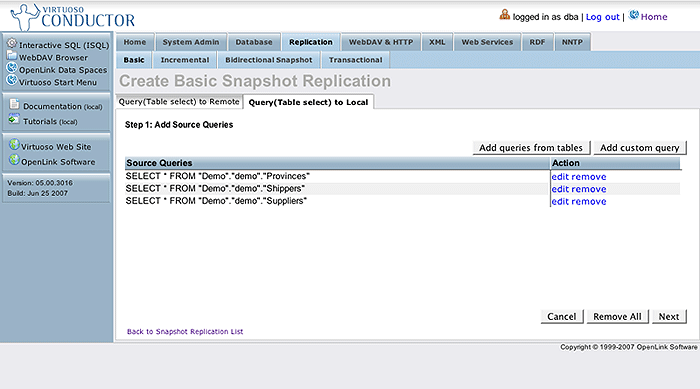 VIRTUOSO
CONDUCTOR
logged in as dba | Log out | Home
Interactive SQL (ISQL)
WebDAV Browser
OpenLink Data Spaces
Virtuoso Start Menu
Documentation (local)
Tutorials (local)
Virtuoso Web Site
OpenLink Software
Version: 05.00.3016
Build: Jun 25 2007
Home System Admin Database Replication WebDAV & HTTP XML Web Services RDF NNTP
Basic Incremental Bidirectional Snapshot Transactional
Create Basic Snapshot Replication
Query(Table select) to Remote Query(Table select) to Local
Step 1: Add Source Queries
Add queries from tables Add custom query
Source Queries Action
SELECT * FROM "Demo"."demo"."Provinces" edit remove
SELECT * FROM "Demo"."demo"."Shippers" edit remove
SELECT * FROM "Demo"."demo"."Suppliers" edit remove
Cancel Remove All Next
Back to Snapshot Replication List
Copyright © 1999-2007 OpenLink Software